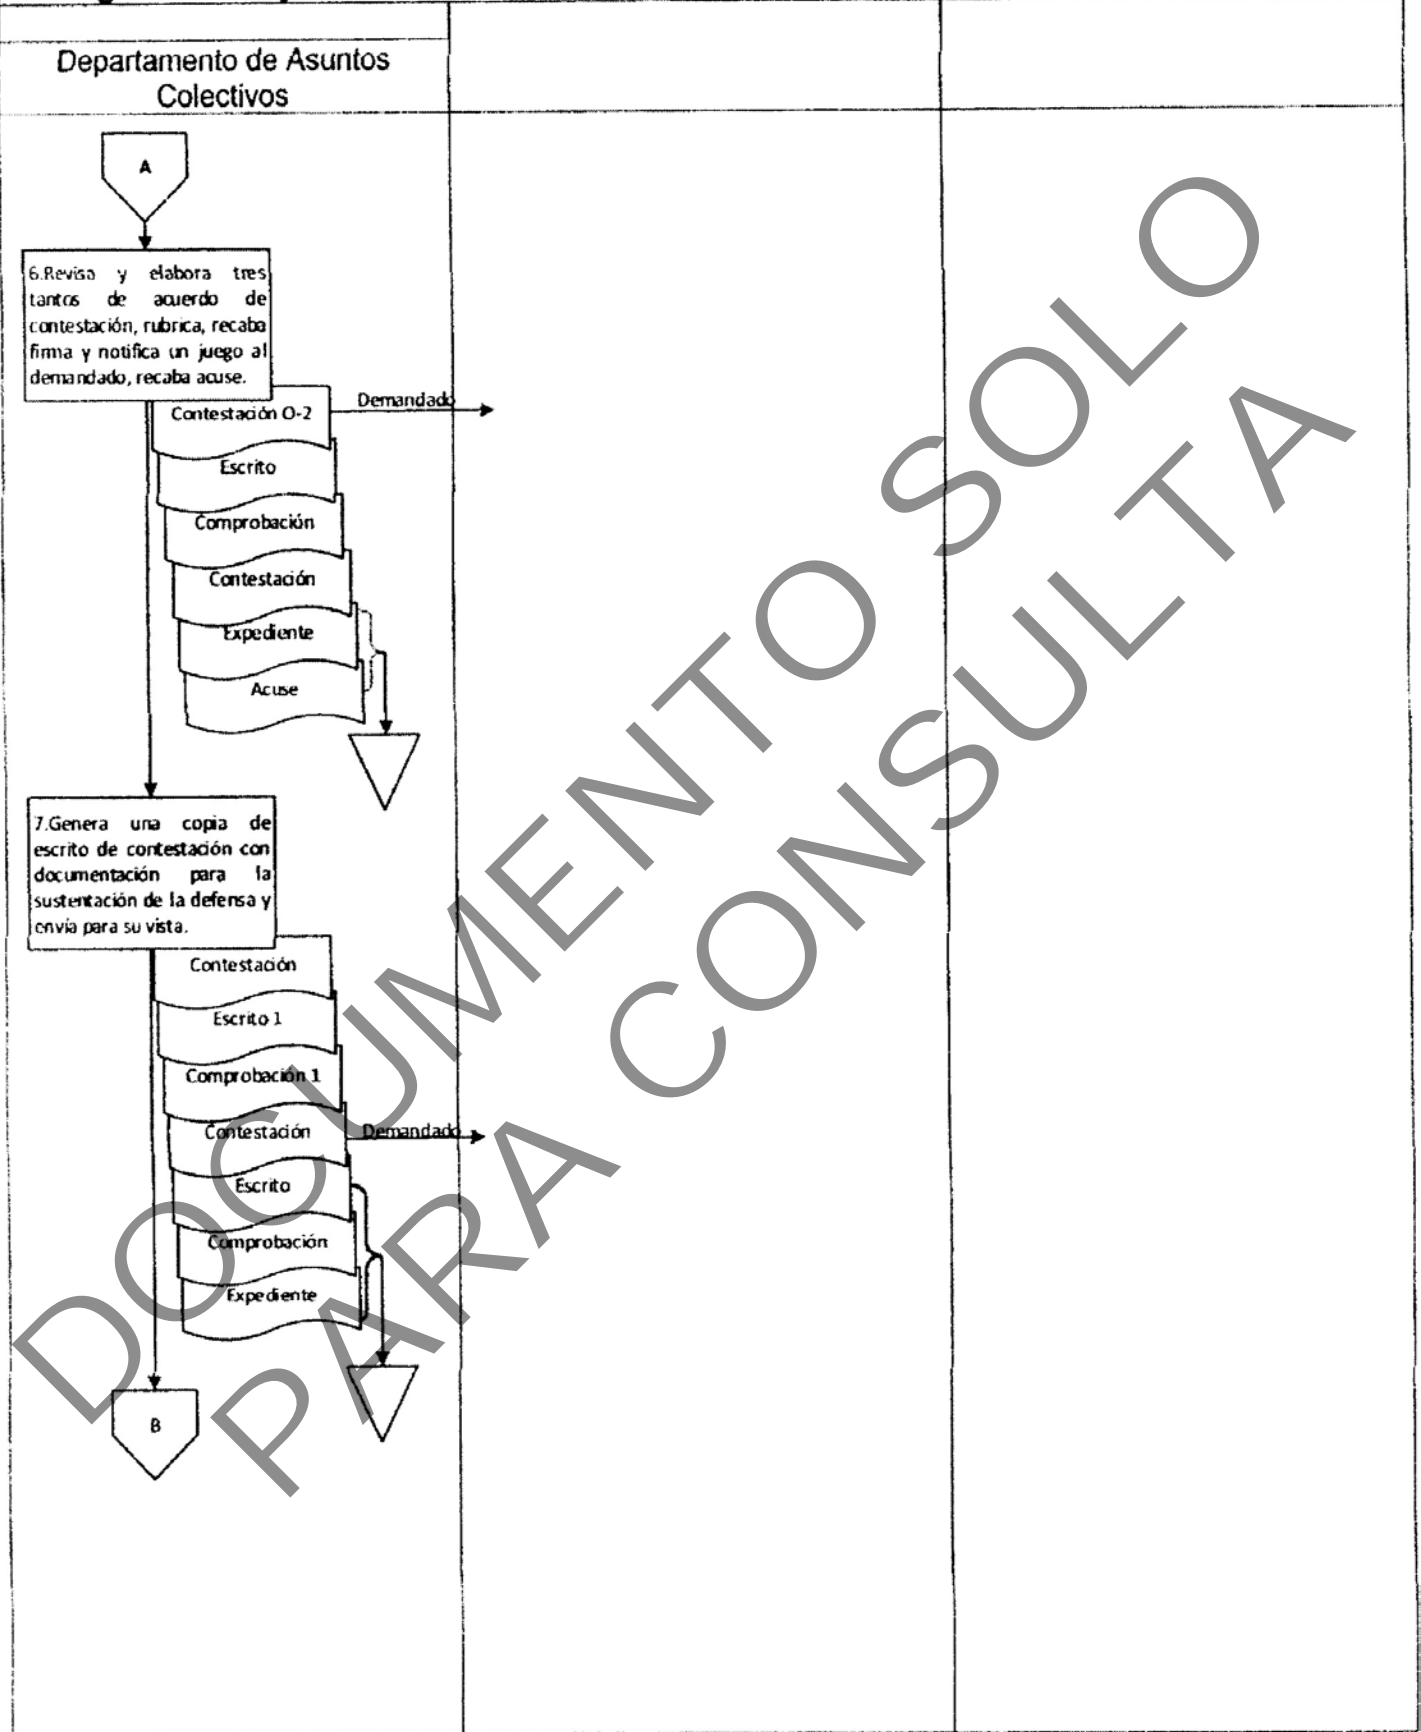 Departamento de Asuntos
Colectivos
A
6.Revisa y elabora tres
tantos de acuerdo de
contestación, rubrica, recaba
firma y notifica un juego al
demandado, recaba acuse.
Contestación O-2
Demandado
Escrito
Comprobación
Contestación
Expediente
Acuse
7.Genera una copia de
escrito de contestación con
documentación para la
sustentación de la defensa y
envía para su vista.
Contestación
Escrito 1
Comprobación 1
Contestación
Demandado
Escrito
Comprobación
Expediente
B
DOCUMENTO SOLO
PARA CONSULTA